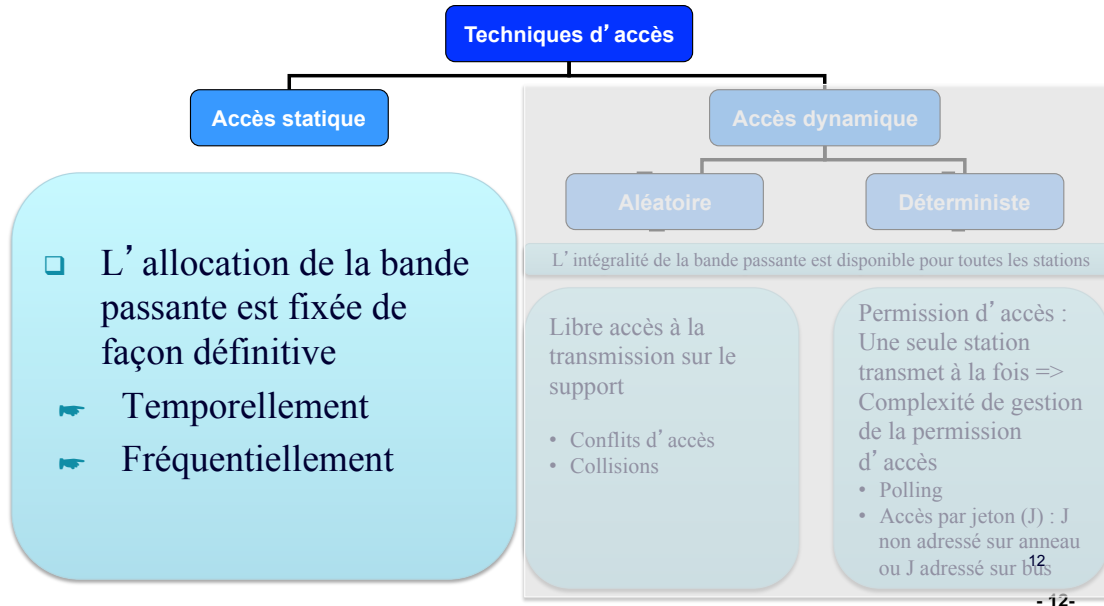 Techniques d’accès
Accès statique
Accès dynamique
Aléatoire
Déterministe
L’intégralité de la bande passante est disponible pour toutes les stations
❑ L’allocation de la bande
passante est fixée de
façon définitive
☛ Temporellement
☛ Fréquentiellement
Libre accès à la
transmission sur le
support
• Conflits d’accès
• Collisions
Permission d’accès :
Une seule station
transmet à la fois =>
Complexité de gestion
de la permission
d’accès
• Polling
• Accès par jeton (J) : J
non adressé sur anneau
ou J adressé sur bus
12
- 12-